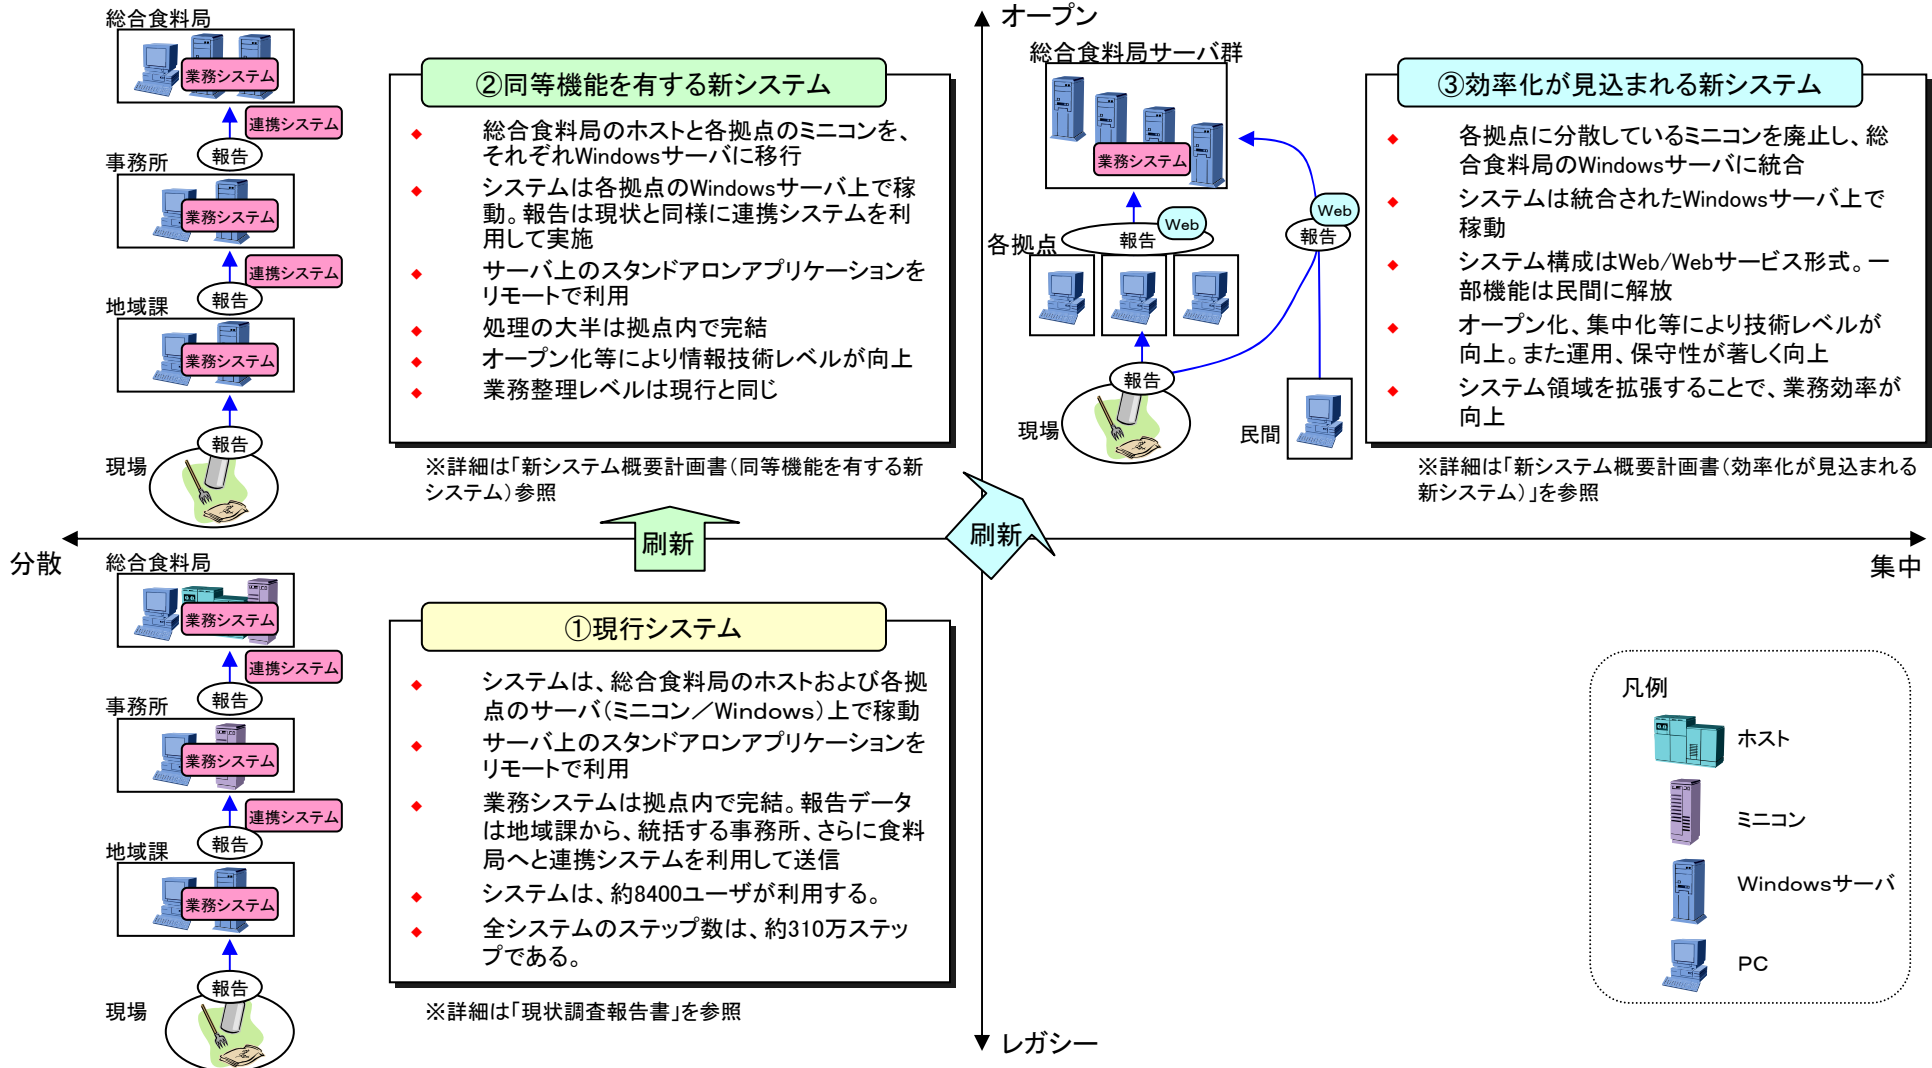 総合食料局
業務システム
連携システム
報告
事務所
業務システム
連携システム
報告
地域課
業務システム
報告
現場
②同等機能を有する新システム
◆ 総合食料局のホストと各拠点のミニコンを、
それぞれWindowsサーバに移行
◆ システムは各拠点のWindowsサーバ上で稼
動。報告は現状と同様に連携システムを利
用して実施
◆ サーバ上のスタンドアロンアプリケーションを
リモートで利用
◆ 処理の大半は拠点内で完結
◆ オープン化等により情報技術レベルが向上
◆ 業務整理レベルは現行と同じ
※詳細は「新システム概要計画書（同等機能を有する新
システム）参照
オープン
総合食料局サーバ群
業務システム
Web
報告
Web
報告
各拠点
報告
現場
民間
③効率化が見込まれる新システム
◆ 各拠点に分散しているミニコンを廃止し、総
合食料局のWindowsサーバに統合
◆ システムは統合されたWindowsサーバ上で
稼動
◆ システム構成はWeb/Webサービス形式。一
部機能は民間に解放
◆ オープン化、集中化等により技術レベルが
向上。また運用、保守性が著しく向上
◆ システム領域を拡張することで、業務効率が
向上
※詳細は「新システム概要計画書（効率化が見込まれる
新システム）」を参照
刷新
刷新
分散
集中
総合食料局
業務システム
連携システム
報告
事務所
業務システム
連携システム
報告
地域課
業務システム
報告
現場
①現行システム
◆ システムは、総合食料局のホストおよび各拠
点のサーバ（ミニコン／Windows）上で稼動
◆ サーバ上のスタンドアロンアプリケーションを
リモートで利用
◆ 業務システムは拠点内で完結。報告データ
は地域課から、統括する事務所、さらに食料
局へと連携システムを利用して送信
◆ システムは、約8400ユーザが利用する。
◆ 全システムのステップ数は、約310万ステッ
プである。
※詳細は「現状調査報告書」を参照
レガシー
凡例
ホスト
ミニコン
Windowsサーバ
PC